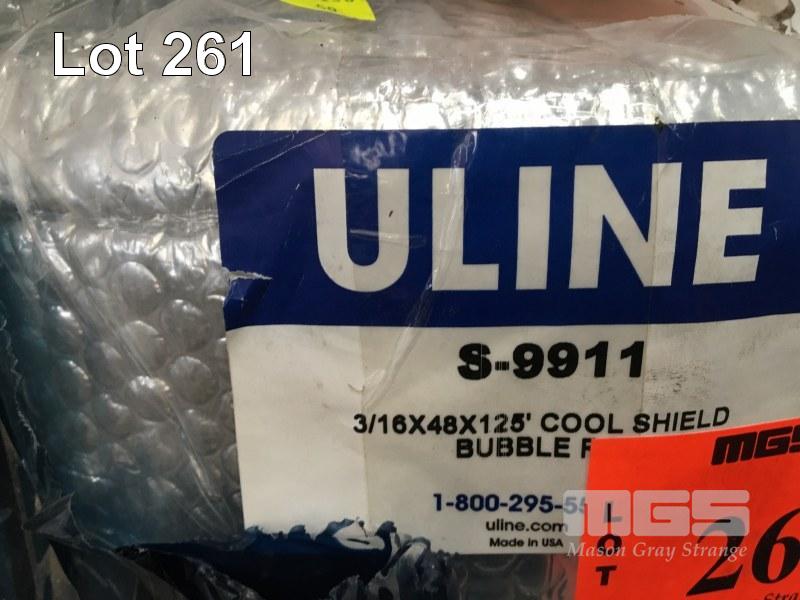 Lot 261
ULINE
S-9911
3/16X48X125' COOL SHIELD
BUBBLE
1-800-295-55
uline.com
Made in USA
MGS
LOT
26
MGS
Mason Gray Strange